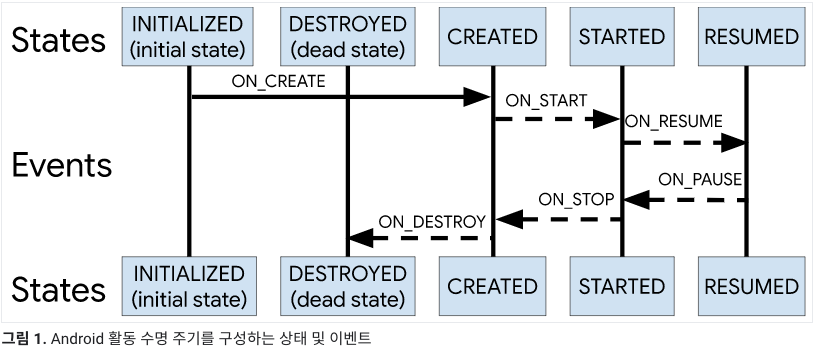 States
INITIALIZED
(initial state)
DESTROYED
(dead state)
CREATED
STARTED
RESUMED
ON_CREATE
ON_START
ON_RESUME
Events
ON_PAUSE
ON_STOP
ON_DESTROY
States
INITIALIZED
(initial state)
DESTROYED
(dead state)
CREATED
STARTED
RESUMED
그림 1. Android 활동 수명 주기를 구성하는 상태 및 이벤트